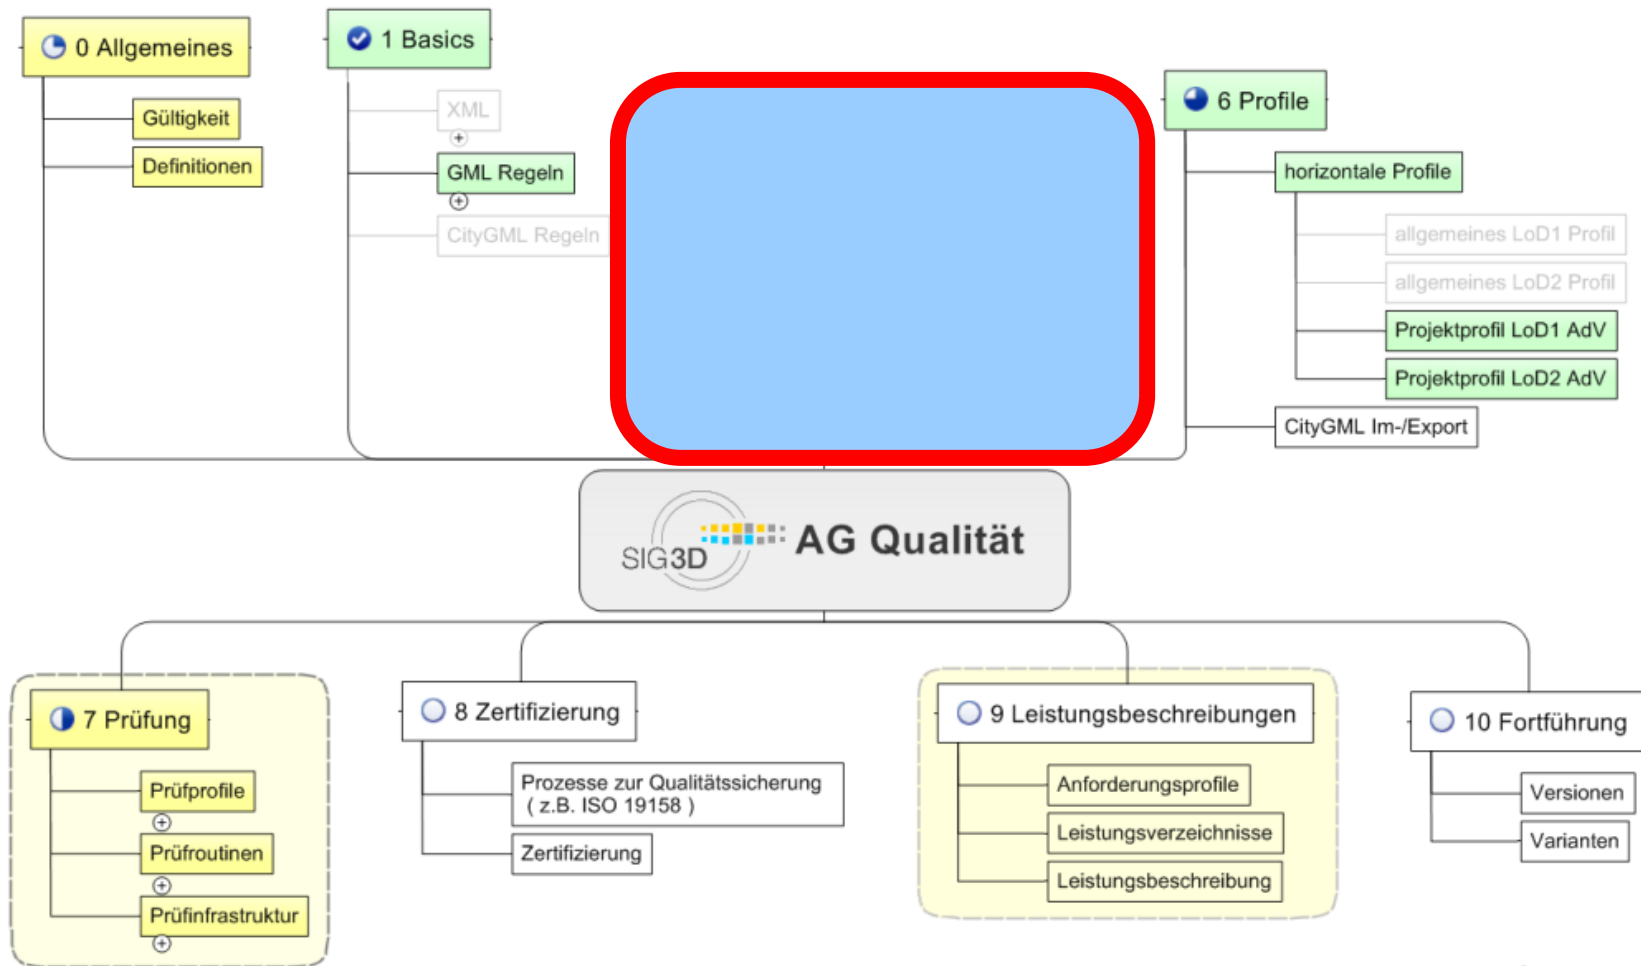 0 Allgemeines
Gültigkeit
Definitionen
1 Basics
XML
GML Regeln
CityGML Regeln
6 Profile
horizontale Profile
allgemeines LoD1 Profil
allgemeines LoD2 Profil
Projektprofil LoD1 AdV
Projektprofil LoD2 AdV
CityGML Im-/Export
SIG3D
AG Qualität
7 Prüfung
Prüfprofile
Prüfroutinen
Prüfinfrastruktur
8 Zertifizierung
Prozesse zur Qualitätssicherung
( z.B. ISO 19158 )
Zertifizierung
9 Leistungsbeschreibungen
Anforderungsprofile
Leistungsverzeichnisse
Leistungsbeschreibung
10 Fortführung
Versionen
Varianten